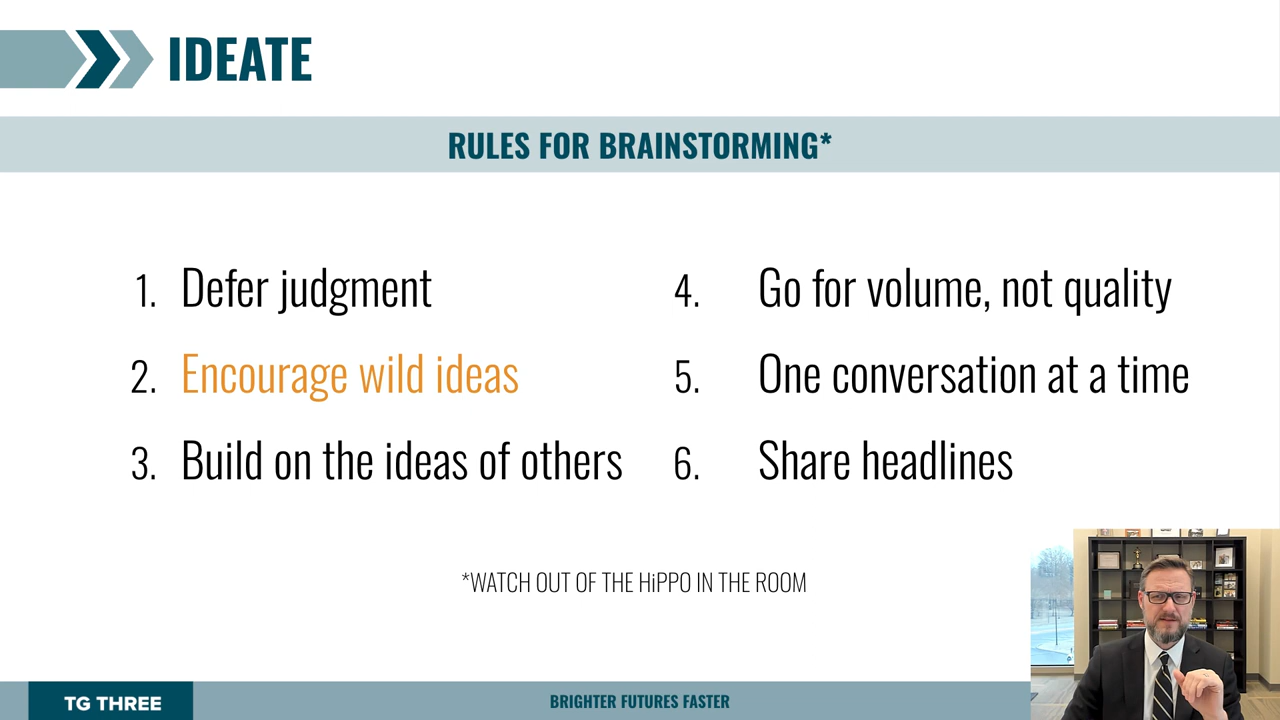 IDEATE
RULES FOR BRAINSTORMING*
1. Defer judgment
2. Encourage wild ideas
3. Build on the ideas of others
4. Go for volume, not quality
5. One conversation at a time
6. Share headlines
*WATCH OUT OF THE HiPPO IN THE ROOM
TG THREE
BRIGHTER FUTURES FASTER